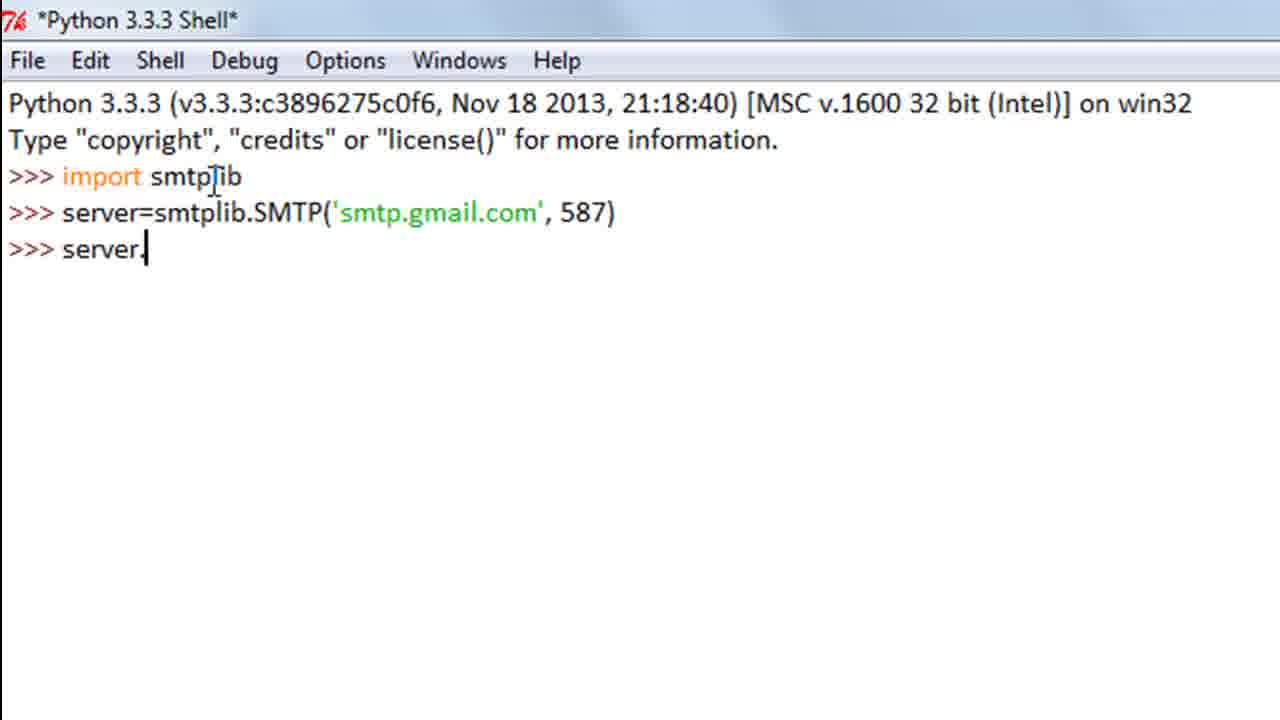 *Python 3.3.3 Shell*
File Edit Shell Debug Options Windows Help
Python 3.3.3 (v3.3.3:c3896275c0f6, Nov 18 2013, 21:18:40) [MSC v.1600 32 bit (Intel)] on win32
Type "copyright", "credits" or "license()" for more information.
>>> import smtplib
>>> server=smtplib.SMTP('smtp.gmail.com', 587)
>>> server.